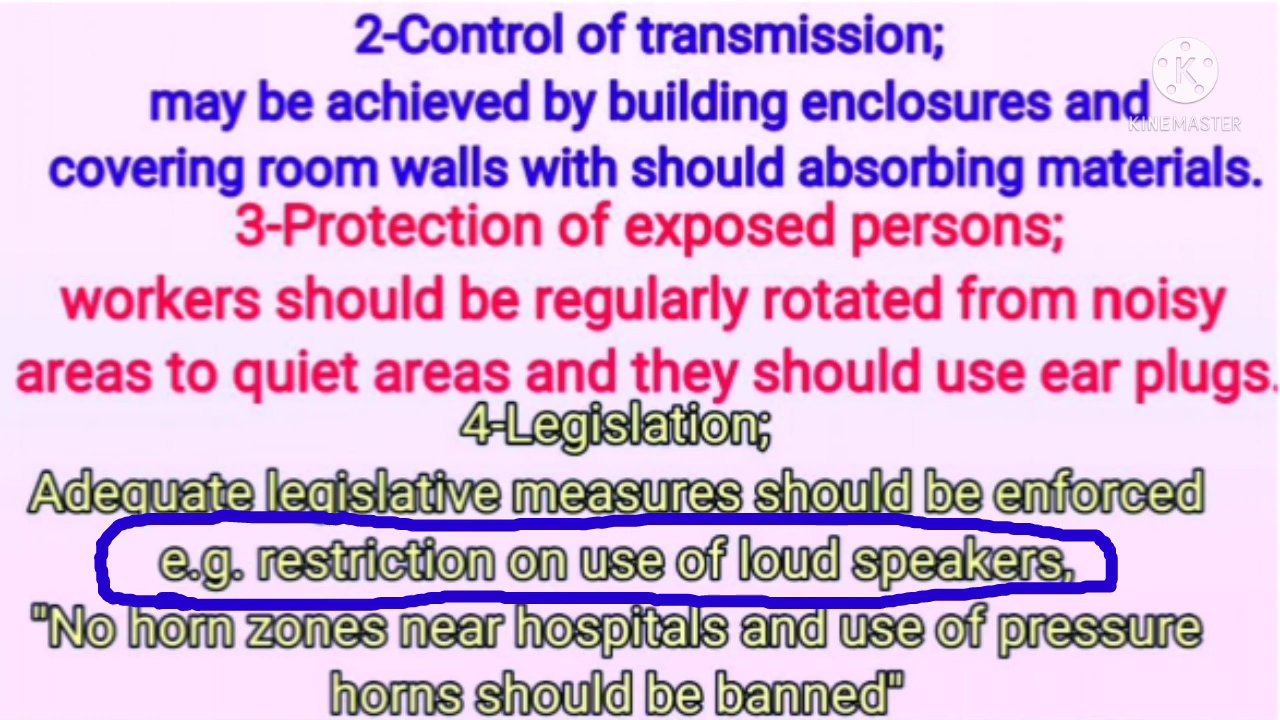 2-Control of transmission;
may be achieved by building enclosures and
covering room walls with should absorbing materials.
3-Protection of exposed persons;
workers should be regularly rotated from noisy
areas to quiet areas and they should use ear plugs.
4-Legislation;
Adequate legislative measures should be enforced
e.g. restriction on use of loud speakers,
"No horn zones near hospitals and use of pressure
horns should be banned"
K
KINEMASTER